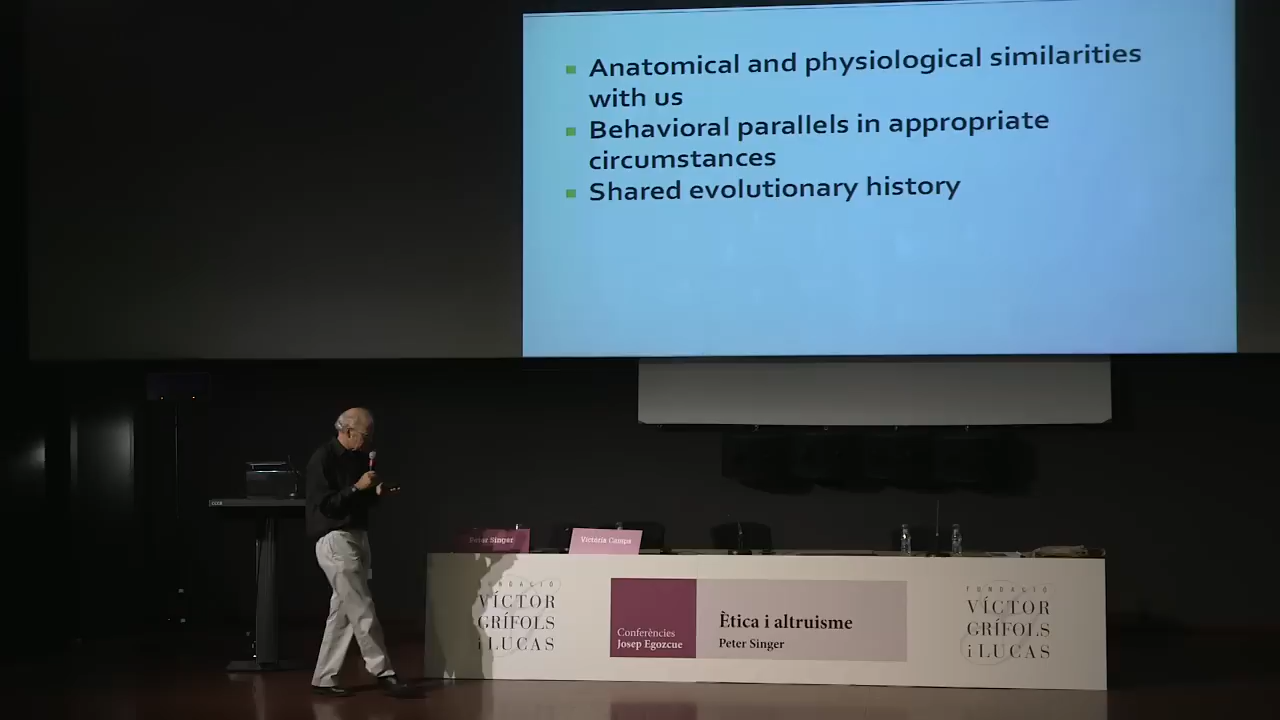 Anatomical and physiological similarities
with us
Behavioral parallels in appropriate
circumstances
Shared evolutionary history
Peter Singer
Victòria Camps
FUNDACIÓ
VÍCTOR
GRÍFOLS
i LUCAS
Conferències
Josep Egozcue
Ètica i altruisme
Peter Singer
FUNDACIÓ
VÍCTOR
GRÍFOLS
i LUCAS